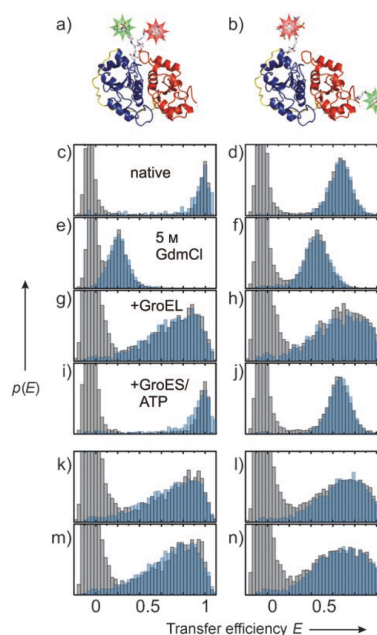 a) b)
c) native d)
e) 5 M GdmCl f)
g) +GroEL h)
p(E)
i) +GroES/ATP j)
k) l)
m) n)
0 0.5 1 0 0.5
Transfer efficiency E